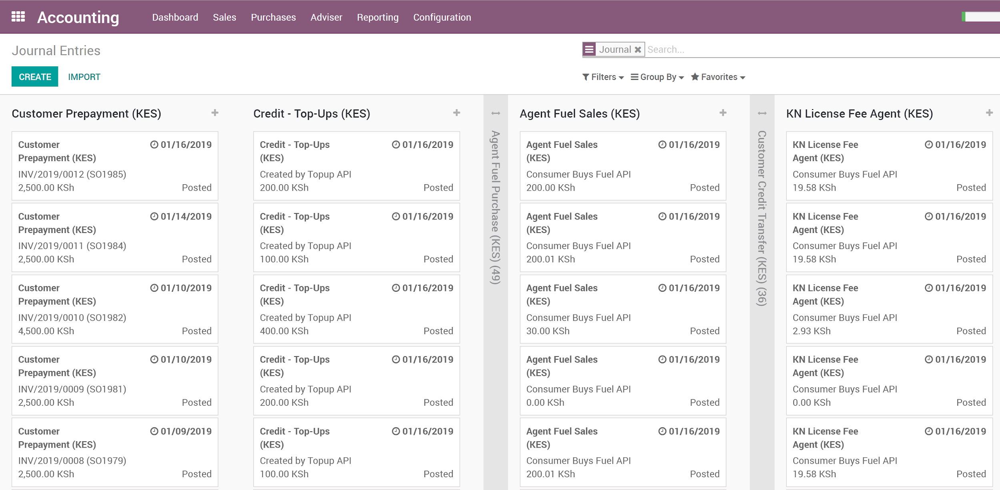 Accounting
Dashboard
Sales
Purchases
Adviser
Reporting
Configuration
Journal Entries
Journal
Search...
CREATE
IMPORT
Filters
Group By
Favorites
Customer Prepayment (KES)
Customer 01/16/2019
Prepayment (KES)
INV/2019/0012 (SO1985)
2,500.00 KSh Posted
Customer 01/14/2019
Prepayment (KES)
INV/2019/0011 (SO1984)
2,500.00 KSh Posted
Customer 01/10/2019
Prepayment (KES)
INV/2019/0010 (SO1982)
4,500.00 KSh Posted
Customer 01/10/2019
Prepayment (KES)
INV/2019/0009 (SO1981)
2,500.00 KSh Posted
Customer 01/09/2019
Prepayment (KES)
INV/2019/0008 (SO1979)
2,500.00 KSh Posted
Credit - Top-Ups (KES)
Credit - Top-Ups 01/16/2019
(KES)
Created by Topup API
200.00 KSh Posted
Credit - Top-Ups 01/16/2019
(KES)
Created by Topup API
100.00 KSh Posted
Credit - Top-Ups 01/16/2019
(KES)
Created by Topup API
400.00 KSh Posted
Credit - Top-Ups 01/16/2019
(KES)
Created by Topup API
200.00 KSh Posted
Credit - Top-Ups 01/16/2019
(KES)
Created by Topup API
100.00 KSh Posted
Agent Fuel Purchase (KES) (49)
Agent Fuel Sales (KES)
Agent Fuel Sales 01/16/2019
(KES)
Consumer Buys Fuel API
200.00 KSh Posted
Agent Fuel Sales 01/16/2019
(KES)
Consumer Buys Fuel API
200.01 KSh Posted
Agent Fuel Sales 01/16/2019
(KES)
Consumer Buys Fuel API
30.00 KSh Posted
Agent Fuel Sales 01/16/2019
(KES)
Consumer Buys Fuel API
0.00 KSh Posted
Agent Fuel Sales 01/16/2019
(KES)
Consumer Buys Fuel API
200.01 KSh Posted
Customer Credit Transfer (KES) (36)
KN License Fee Agent (KES)
KN License Fee 01/16/2019
Agent (KES)
Consumer Buys Fuel API
19.58 KSh Posted
KN License Fee 01/16/2019
Agent (KES)
Consumer Buys Fuel API
19.58 KSh Posted
KN License Fee 01/16/2019
Agent (KES)
Consumer Buys Fuel API
2.93 KSh Posted
KN License Fee 01/16/2019
Agent (KES)
Consumer Buys Fuel API
0.00 KSh Posted
KN License Fee 01/16/2019
Agent (KES)
Consumer Buys Fuel API
19.58 KSh Posted